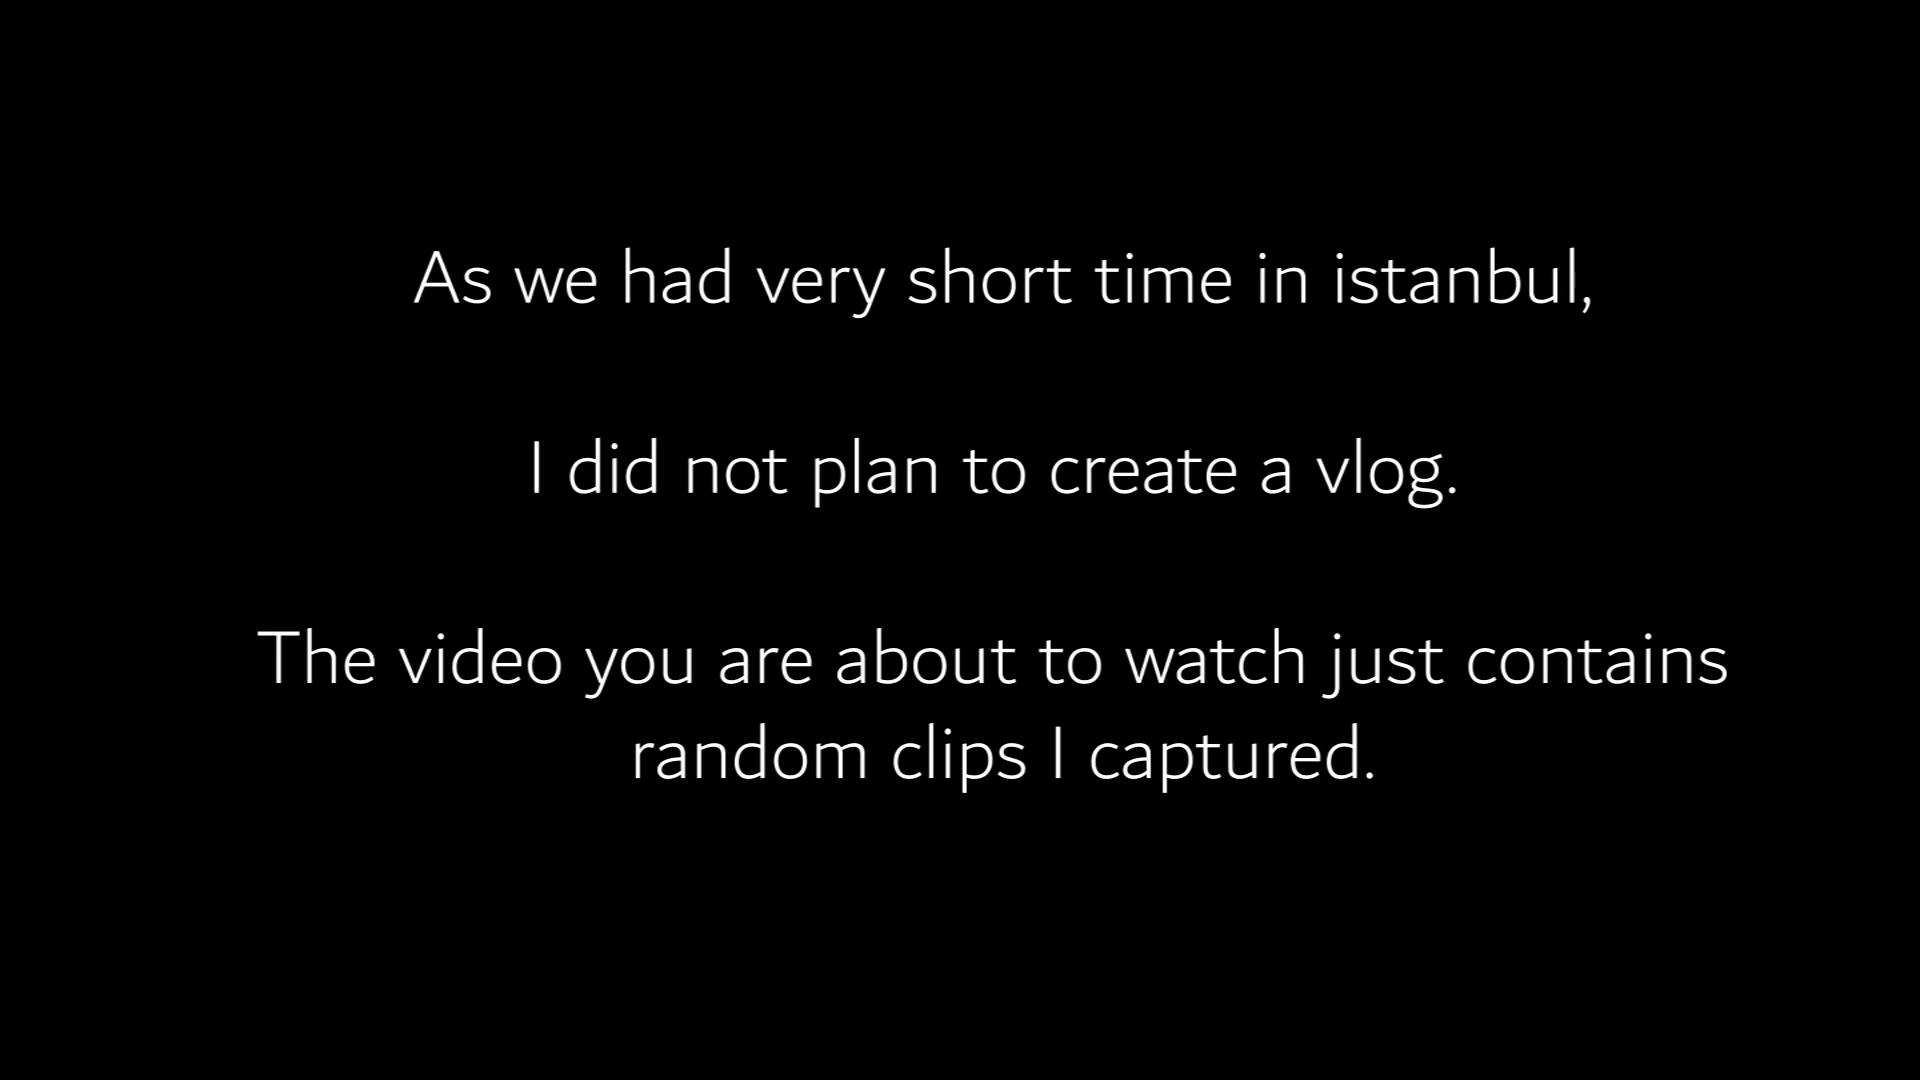 As we had very short time in istanbul,
I did not plan to create a vlog.
The video you are about to watch just contains
random clips I captured.